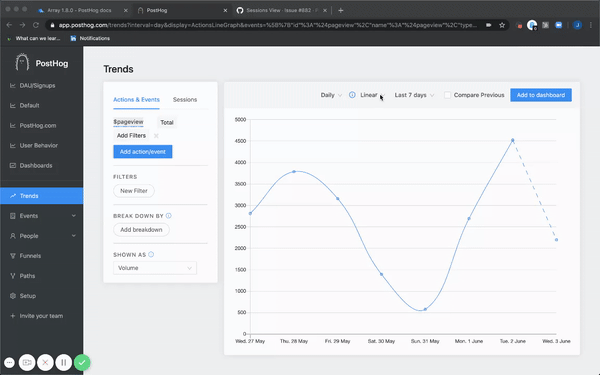 Array 1.8.0 - PostHog docs
PostHog
Sessions View · Issue #882
app.posthog.com/trends?interval=day&display=ActionsLineGraph&events=%5B%7B"id"%3A"%24pageview"%2C"name"%3A"%24pageview"%2C"type...
What can we lear...
Notifications
PostHog
DAU/Signups
Default
PostHog.com
User Behavior
Dashboards
Trends
Events
People
Funnels
Paths
Setup
Invite your team
Trends
Actions & Events
Sessions
$pageview
Total
Add Filters
Add action/event
FILTERS
New Filter
BREAK DOWN BY
Add breakdown
SHOWN AS
Volume
Daily
Linear
Last 7 days
Compare Previous
Add to dashboard
5000
4500
4000
3500
3000
2500
2000
1500
1000
500
0
Wed. 27 May
Thu. 28 May
Fri. 29 May
Sat. 30 May
Sun. 31 May
Mon. 1 June
Tue. 2 June
Wed. 3 June